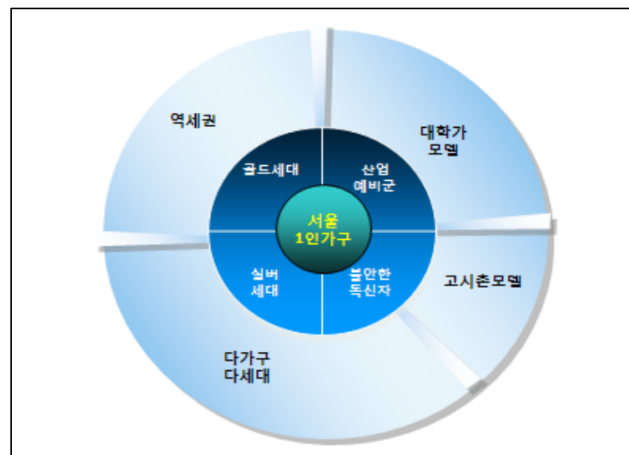 역세권
대학가
모델
골드세대
산업
예비군
서울
1인가구
실버
세대
불안한
독신자
고시촌모델
다가구
다세대